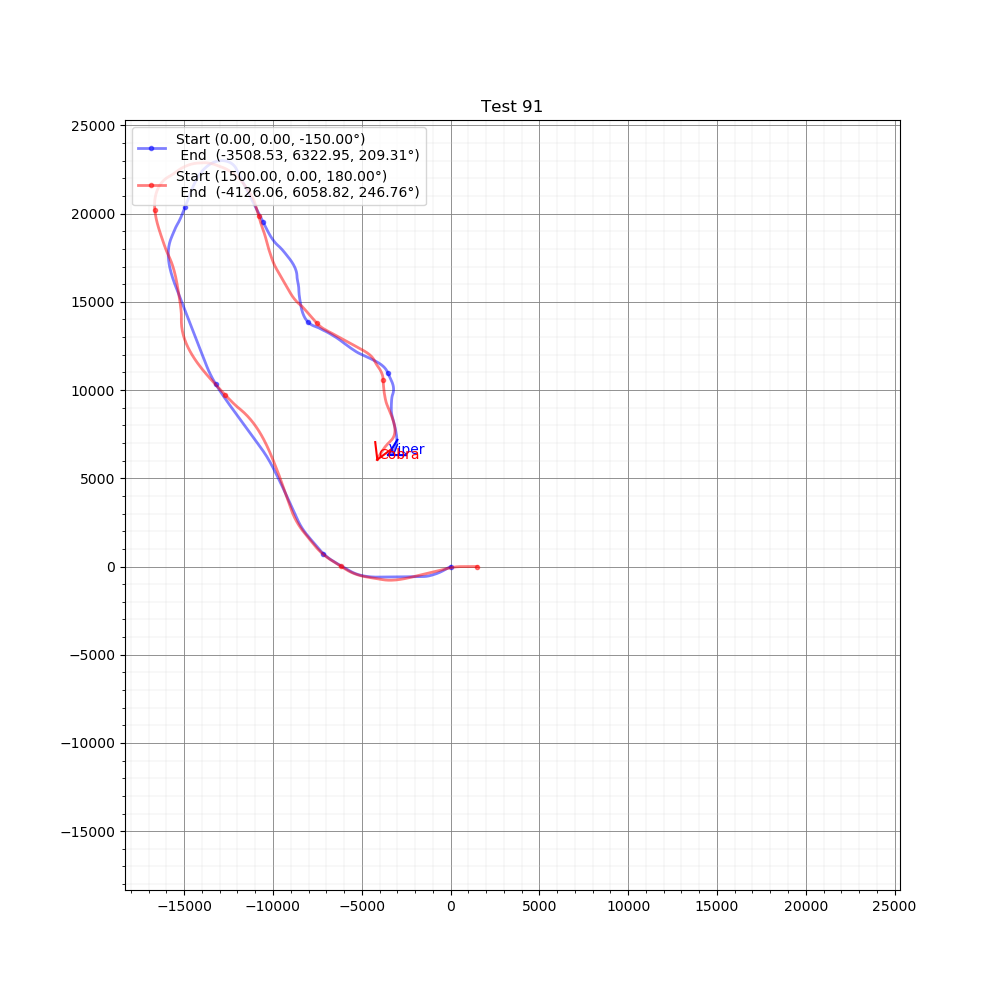 Test 91
Start (0.00, 0.00, -150.00°)
End  (-3508.53, 6322.95, 209.31°)
Start (1500.00, 0.00, 180.00°)
End  (-4126.06, 6058.82, 246.76°)
25000
20000
15000
10000
5000
0
−5000
−10000
−15000
Viper
Cobra
−15000 −10000 −5000 0 5000 10000 15000 20000 25000